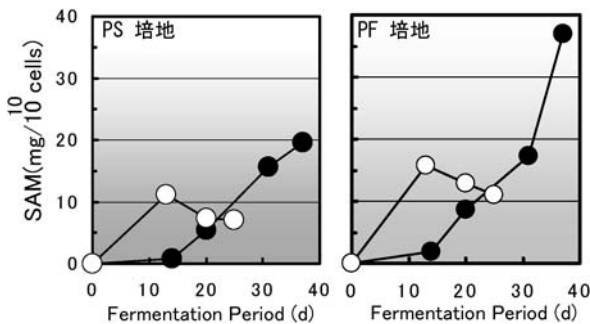 PS 培地
PF 培地
40
30
20
10
0
SAM(mg/10^10 cells)
0 10 20 30 40
0 10 20 30 40
Fermentation Period (d)
Fermentation Period (d)